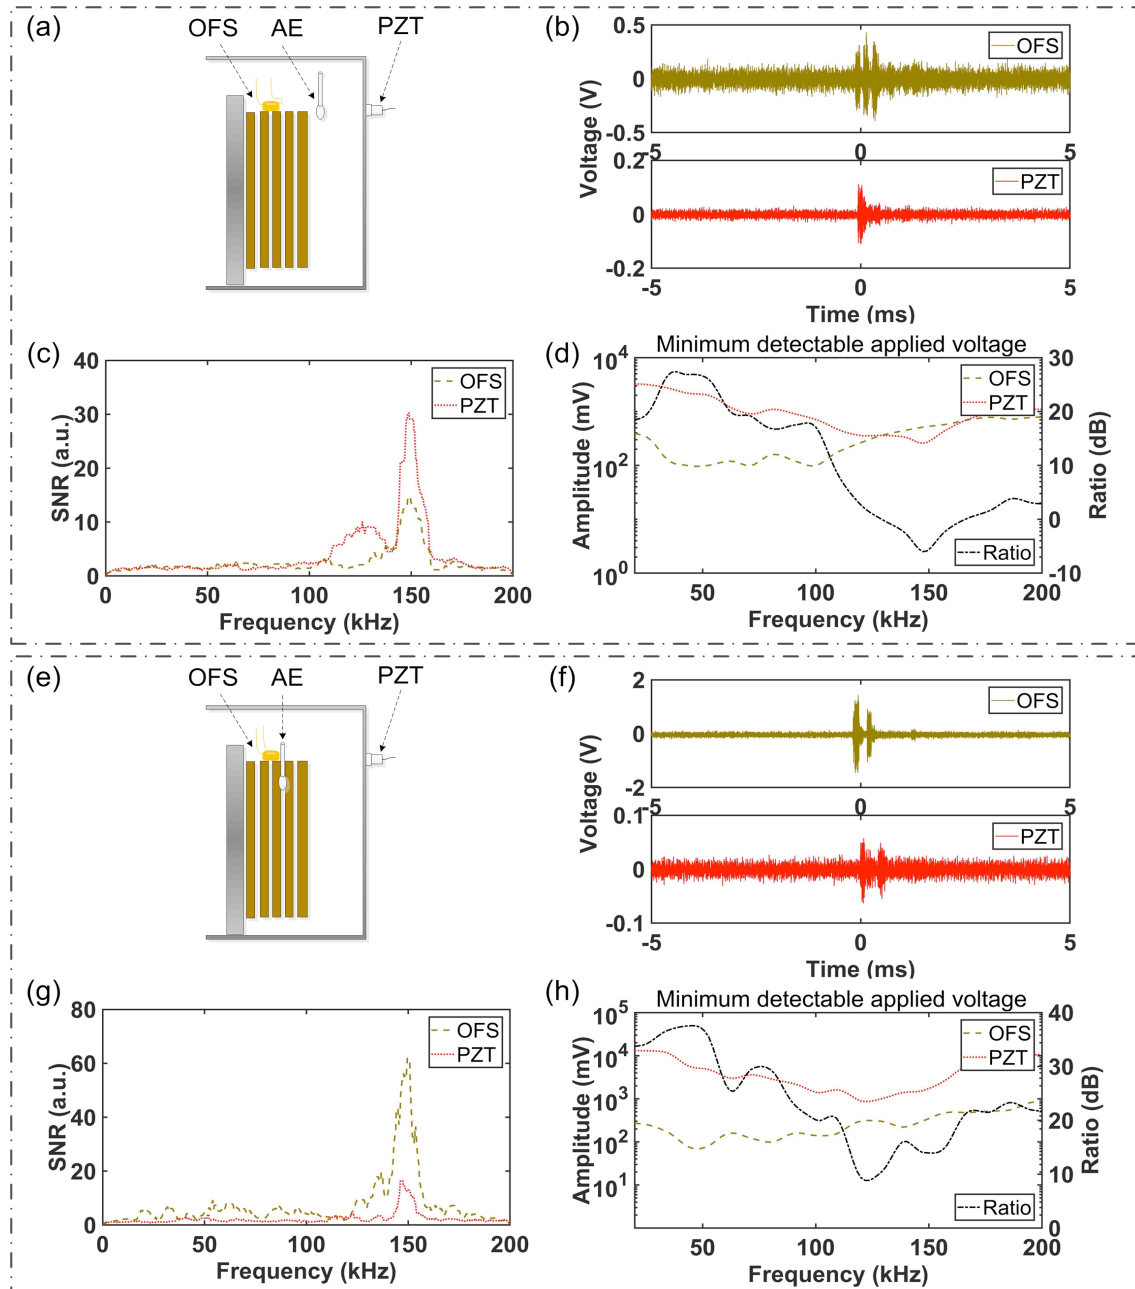 (a)
OFS AE PZT
(b)
0.5
0
-0.5
OFS
-5 0 5
Voltage (V)
0.2
0
-0.2
PZT
-5 0 5
Time (ms)
(c)
40
30
20
10
0
SNR (a.u.)
OFS
PZT
0 50 100 150 200
Frequency (kHz)
(d)
Minimum detectable applied voltage
10^4
10^2
10^0
Amplitude (mV)
OFS
PZT
Ratio
30
20
10
0
-10
Ratio (dB)
50 100 150 200
Frequency (kHz)
(e)
OFS AE PZT
(f)
2
0
-2
OFS
-5 0 5
Voltage (V)
0.1
0
-0.1
PZT
-5 0 5
Time (ms)
(g)
80
60
40
20
0
SNR (a.u.)
OFS
PZT
0 50 100 150 200
Frequency (kHz)
(h)
Minimum detectable applied voltage
10^5
10^4
10^3
10^2
10^1
Amplitude (mV)
OFS
PZT
Ratio
40
30
20
10
0
Ratio (dB)
50 100 150 200
Frequency (kHz)